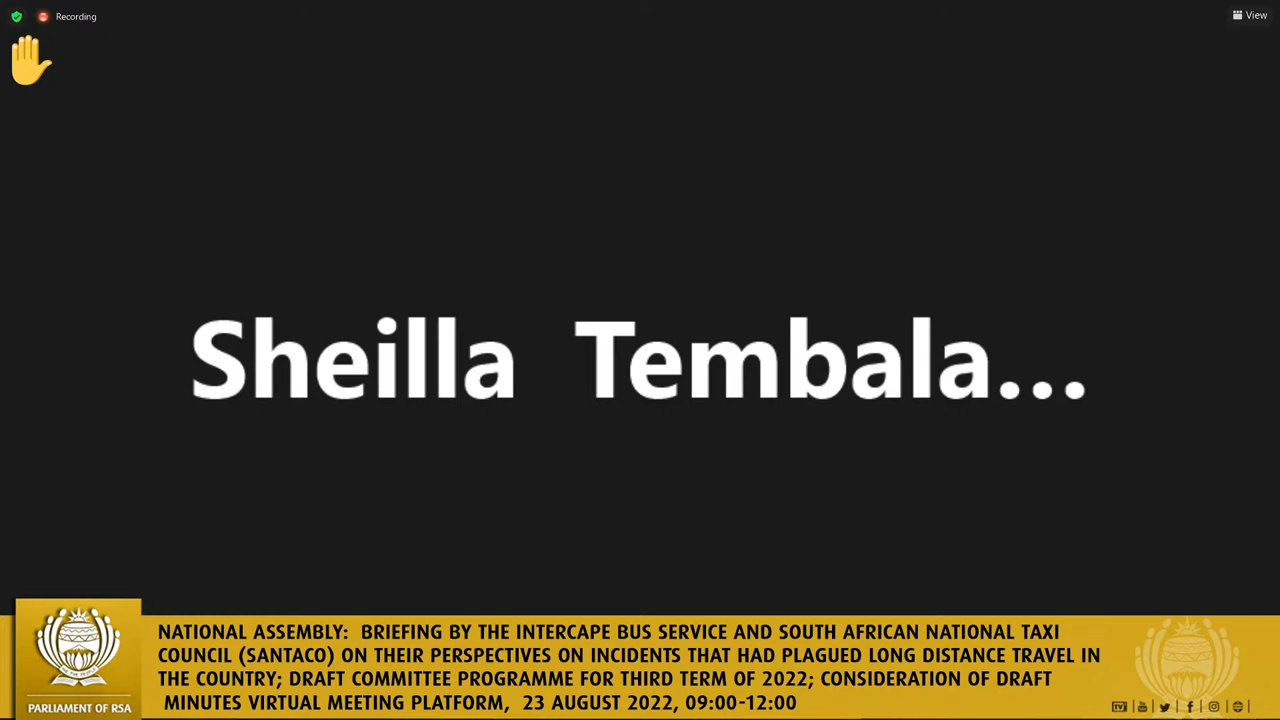 Recording
View
Sheilla Tembala...
NATIONAL ASSEMBLY: BRIEFING BY THE INTERCAPE BUS SERVICE AND SOUTH AFRICAN NATIONAL TAXI
COUNCIL (SANTACO) ON THEIR PERSPECTIVES ON INCIDENTS THAT HAD PLAGUED LONG DISTANCE TRAVEL IN
THE COUNTRY; DRAFT COMMITTEE PROGRAMME FOR THIRD TERM OF 2022; CONSIDERATION OF DRAFT
MINUTES VIRTUAL MEETING PLATFORM, 23 AUGUST 2022, 09:00-12:00
PARLIAMENT OF RSA